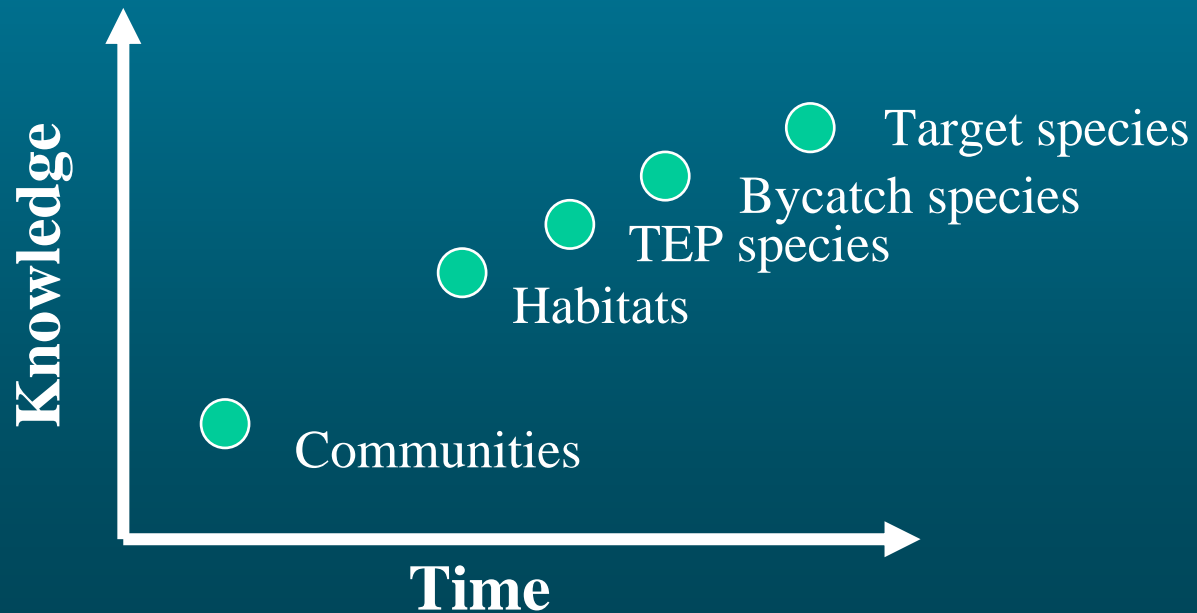 Knowledge
Target species
Bycatch species
TEP species
Habitats
Communities
Time